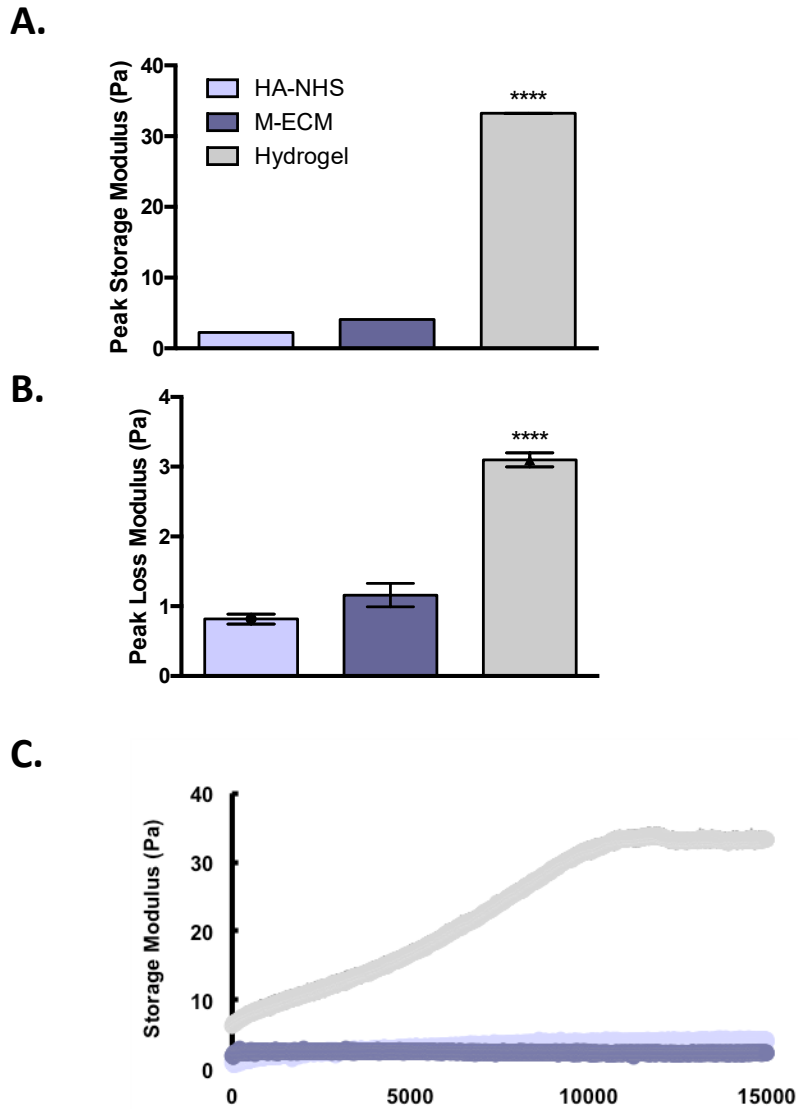 A.
Peak Storage Modulus (Pa)
40
30
20
10
0
HA-NHS
M-ECM
Hydrogel
****
B.
Peak Loss Modulus (Pa)
4
3
2
1
0
****
C.
Storage Modulus (Pa)
40
30
20
10
0
0 5000 10000 15000